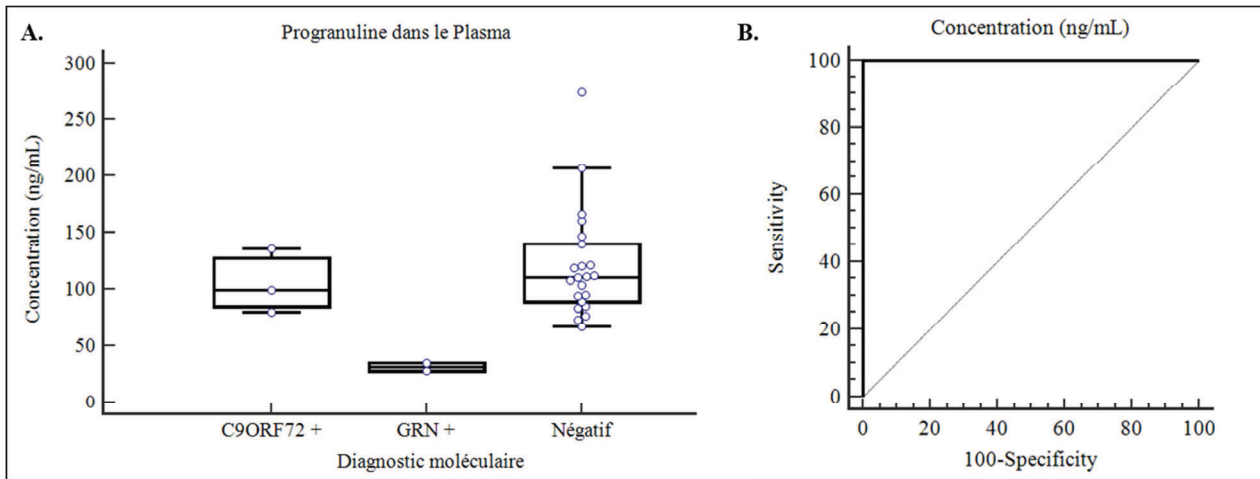 A.
Progranuline dans le Plasma
Concentration (ng/mL)
300
250
200
150
100
50
0
C9ORF72 +
GRN +
Négatif
Diagnostic moléculaire
B.
Concentration (ng/mL)
Sensitivity
100
80
60
40
20
0
0
20
40
60
80
100
100-Specificity